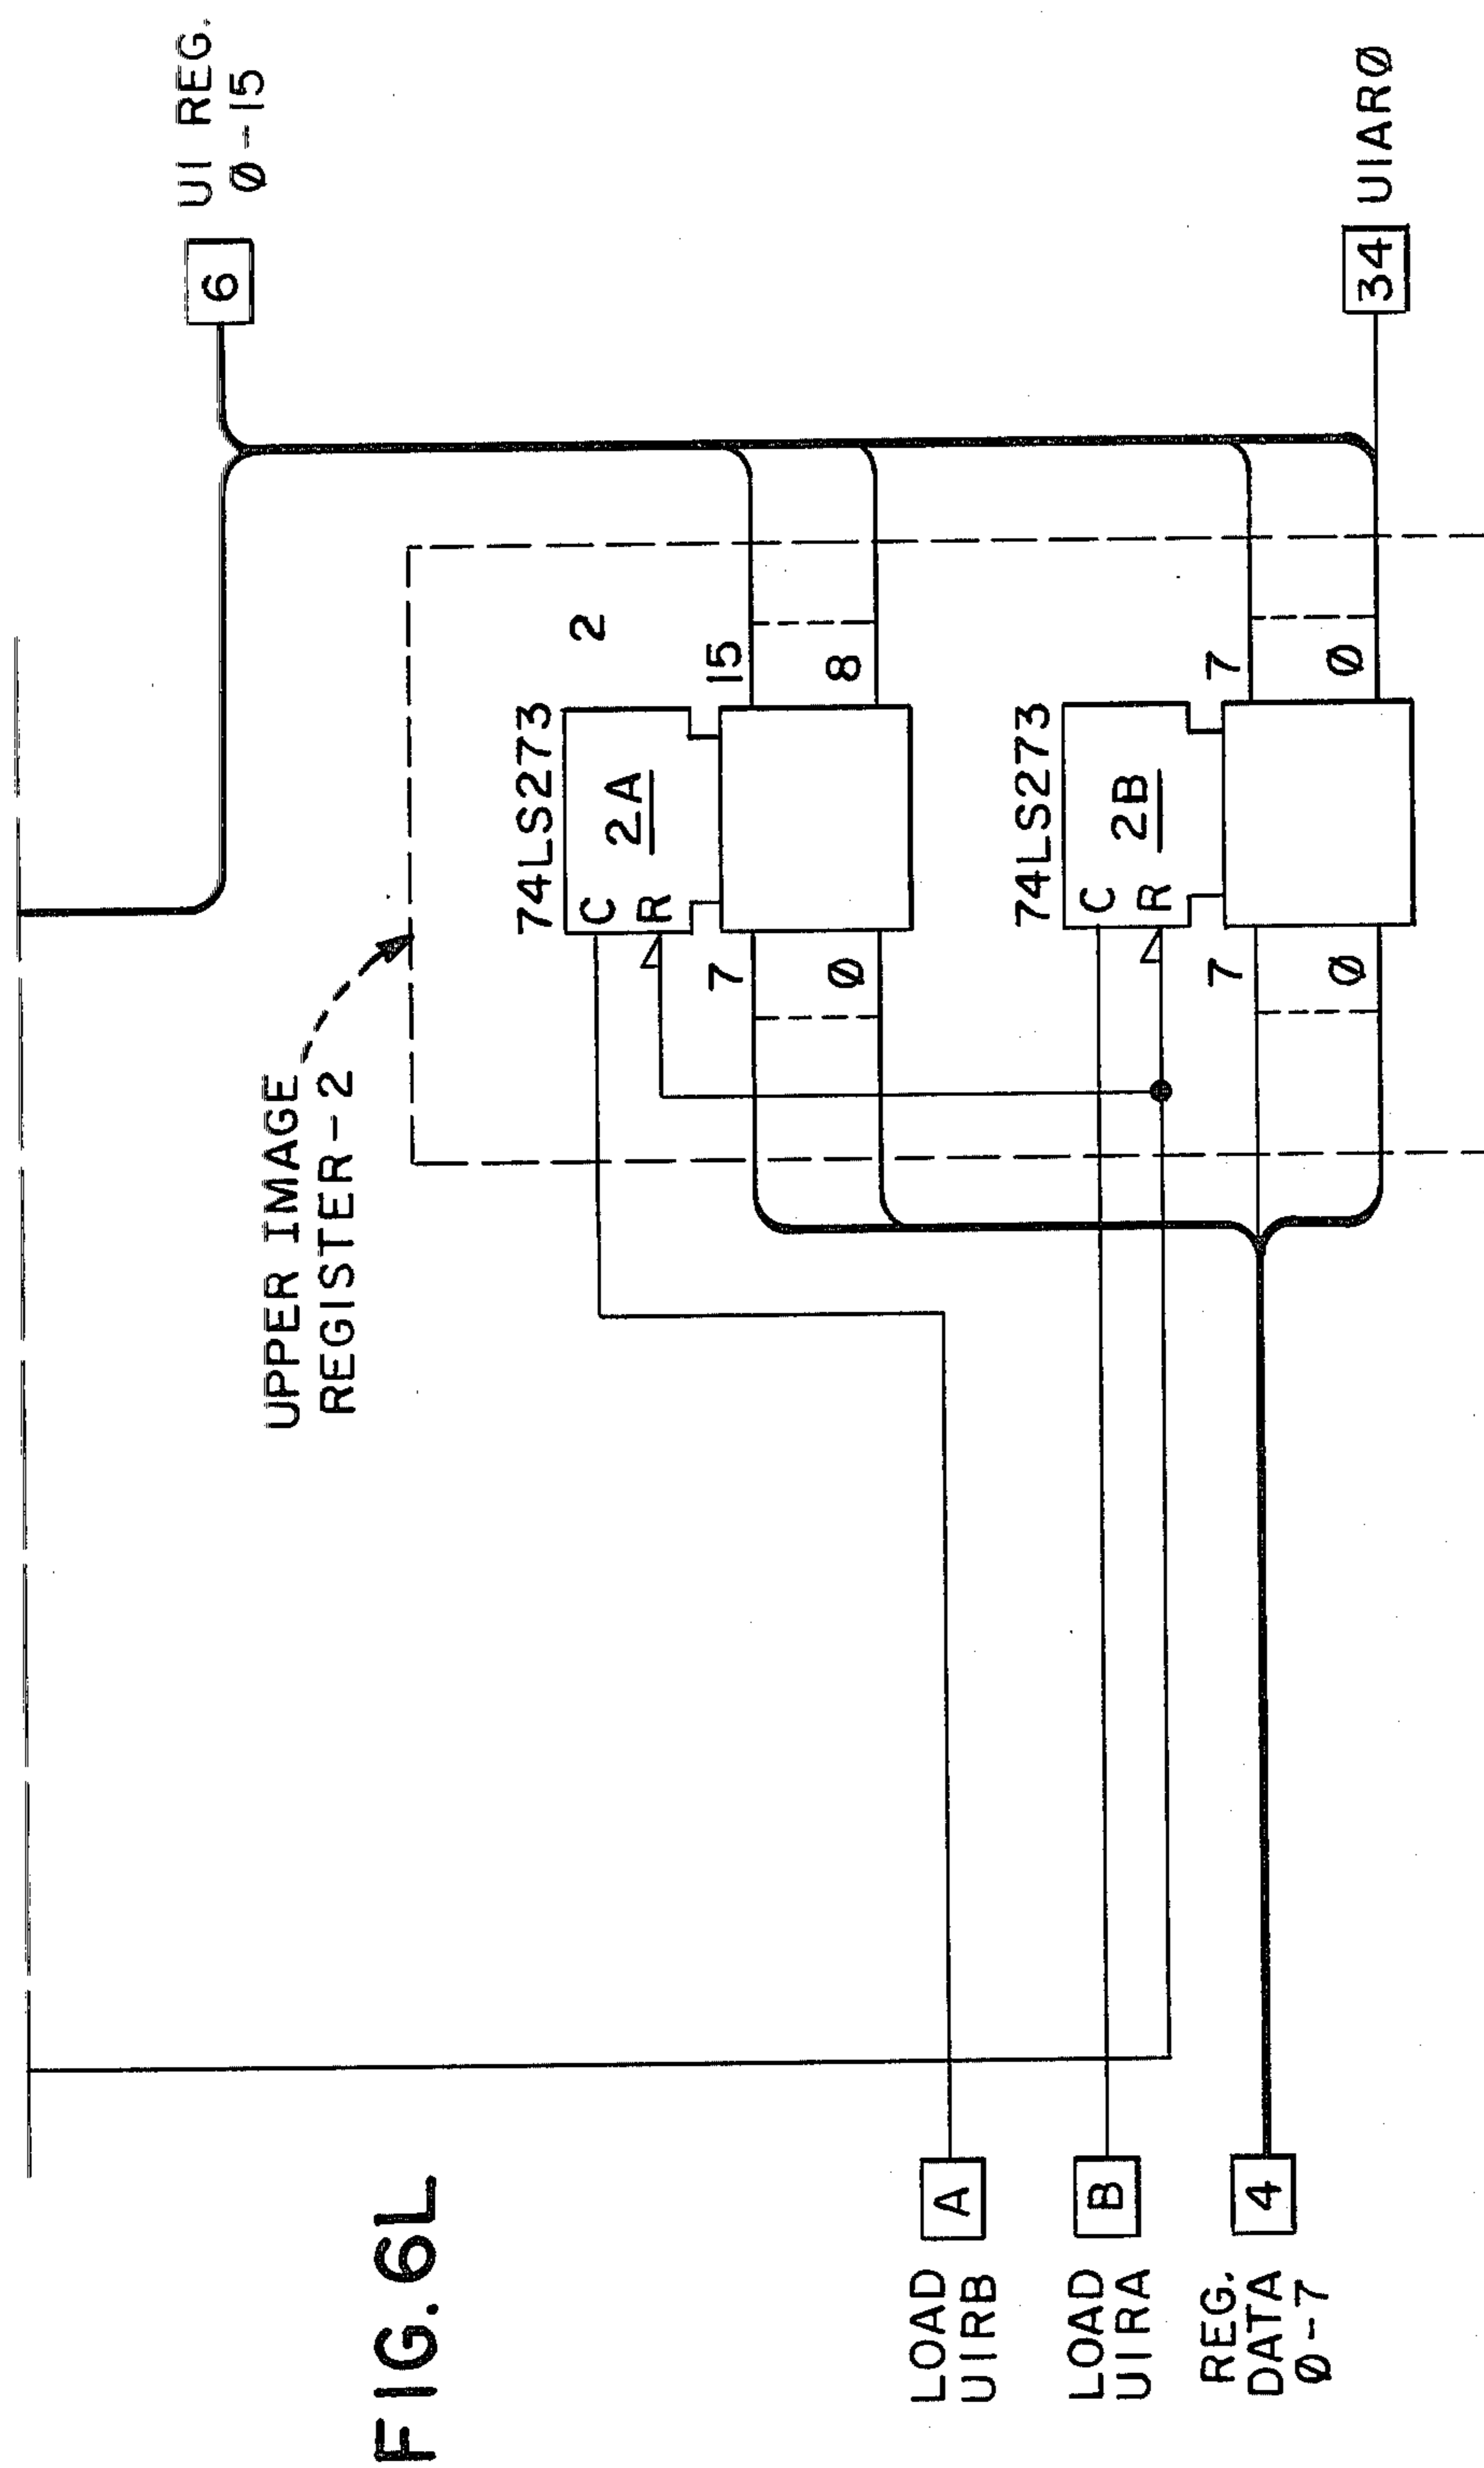 FIG. 6L
UI REG.
Ø-15
6
UPPER IMAGE
REGISTER-2
74LS273
2
C
2A
R
7
15
Ø
8
LOAD
UIRB
A
74LS273
C
2B
R
LOAD
UIRA
B
7
7
REG.
DATA
Ø-7
4
Ø
Ø
34
UIARØ